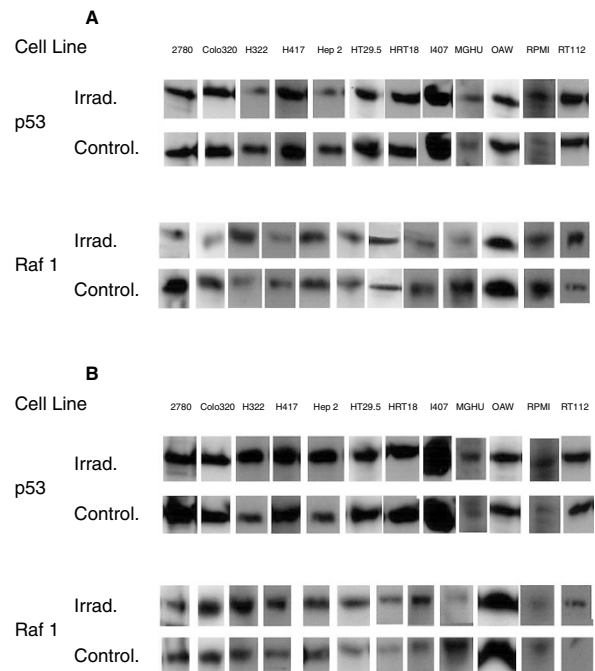 A
Cell Line
2780 Colo320 H322 H417 Hep 2 HT29.5 HRT18 I407 MGHU OAW RPMI RT112
Irrad.
p53
Control.
Irrad.
Raf 1
Control.
B
Cell Line
2780 Colo320 H322 H417 Hep 2 HT29.5 HRT18 I407 MGHU OAW RPMI RT112
Irrad.
p53
Control.
Irrad.
Raf 1
Control.